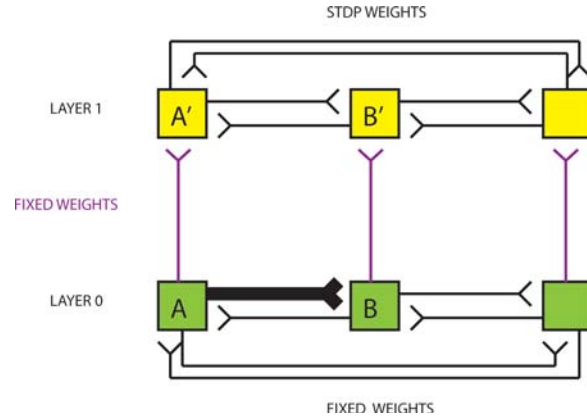 STDP WEIGHTS
LAYER 1
A′
B′
FIXED WEIGHTS
LAYER 0
A
B
FIXED WEIGHTS